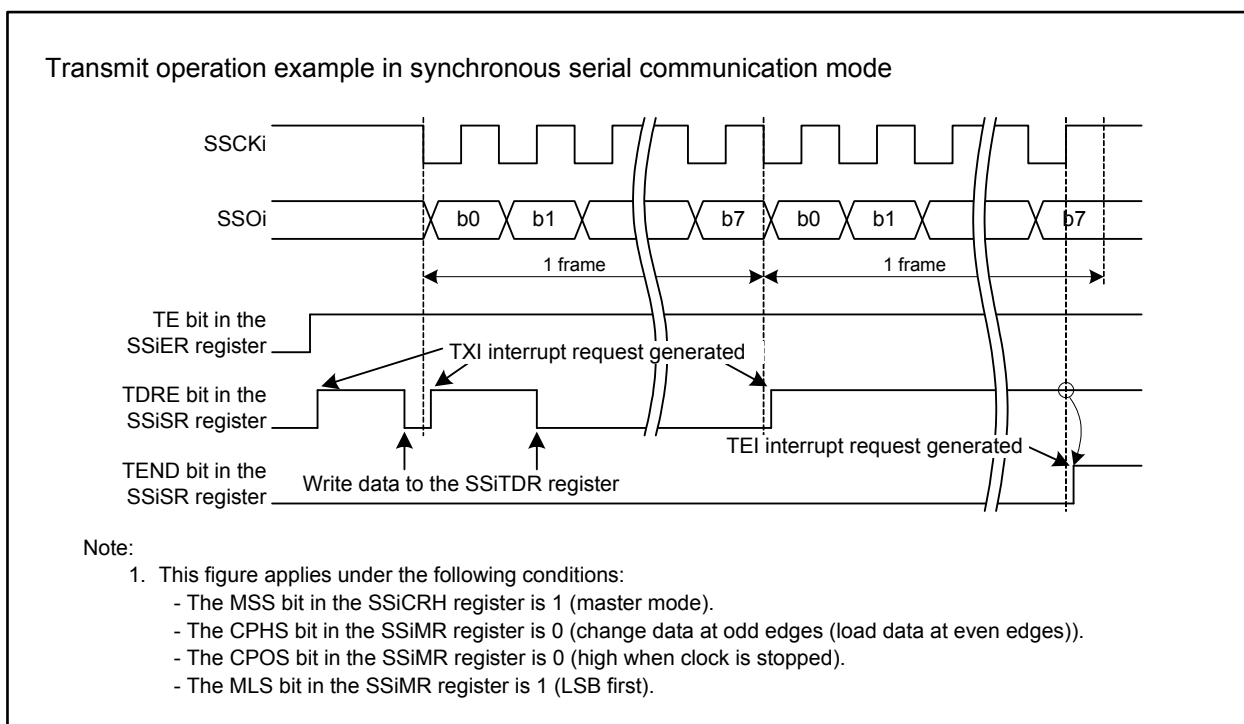 Transmit operation example in synchronous serial communication mode
SSCKi
SSOi
b0
b1
b7
b0
b1
b7
1 frame
1 frame
TE bit in the
SSiER register
TXI interrupt request generated
TDRE bit in the
SSiSR register
TEI interrupt request generated
TEND bit in the
SSiSR register
Write data to the SSiTDR register
Note:
1. This figure applies under the following conditions:
- The MSS bit in the SSiCRH register is 1 (master mode).
- The CPHS bit in the SSiMR register is 0 (change data at odd edges (load data at even edges)).
- The CPOS bit in the SSiMR register is 0 (high when clock is stopped).
- The MLS bit in the SSiMR register is 1 (LSB first).